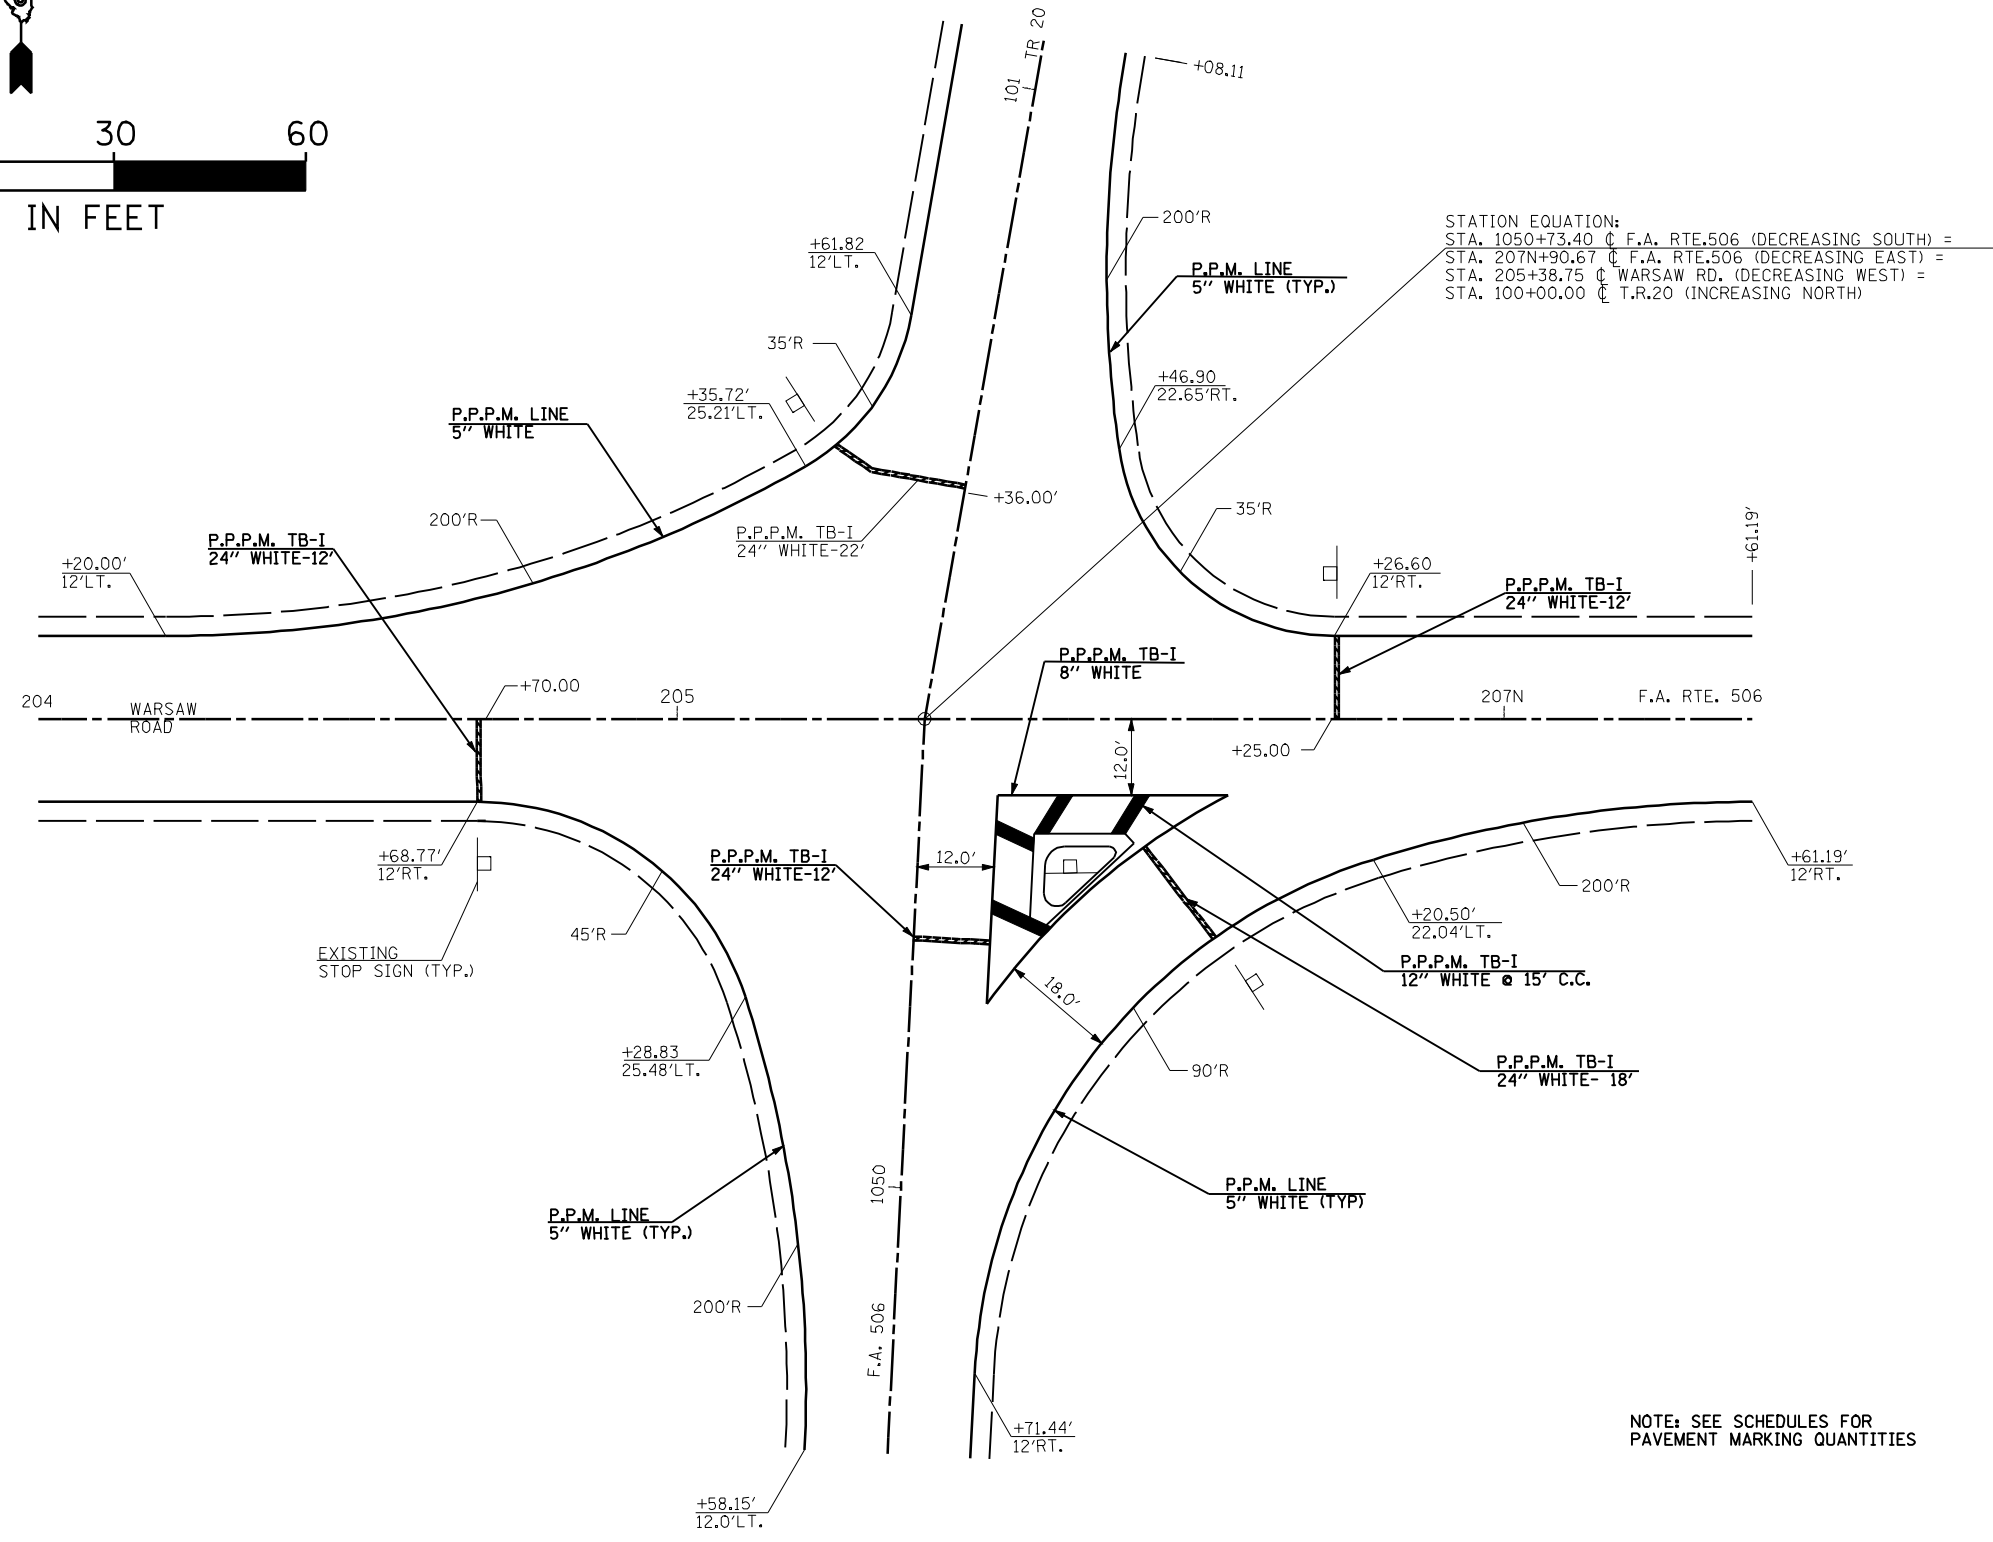 TR 20
101
+08.11
30 60
IN FEET
200'R
STATION EQUATION:
STA. 1050+73.40 ℄ F.A. RTE.506 (DECREASING SOUTH) =
STA. 207N+90.67 ℄ F.A. RTE.506 (DECREASING EAST) =
STA. 205+38.75 ℄ WARSAW RD. (DECREASING WEST) =
STA. 100+00.00 ℄ T.R.20 (INCREASING NORTH)
+61.82
12'LT.
P.P.M. LINE
5" WHITE (TYP.)
35'R
+46.90
22.65'RT.
+35.72'
25.21'LT.
P.P.P.M. LINE
5" WHITE
+36.00'
200'R
35'R
P.P.P.M. TB-I
24" WHITE-22'
P.P.P.M. TB-I
24" WHITE-12'
+61.19'
+20.00'
12'LT.
+26.60
12'RT.
P.P.P.M. TB-I
24" WHITE-12'
P.P.P.M. TB-I
8" WHITE
+70.00
204
WARSAW
ROAD
205
207N
F.A. RTE. 506
+25.00
12.0'
+68.77'
12'RT.
P.P.P.M. TB-I
24" WHITE-12'
12.0'
+61.19'
12'RT.
200'R
+20.50'
22.04'LT.
45'R
EXISTING
STOP SIGN (TYP.)
P.P.P.M. TB-I
12" WHITE @ 15' C.C.
18.0'
+28.83
25.48'LT.
90'R
P.P.P.M. TB-I
24" WHITE- 18'
1050
P.P.M. LINE
5" WHITE (TYP)
P.P.M. LINE
5" WHITE (TYP.)
200'R
F.A. 506
+71.44'
12'RT.
NOTE: SEE SCHEDULES FOR
PAVEMENT MARKING QUANTITIES
+58.15'
12.0'LT.